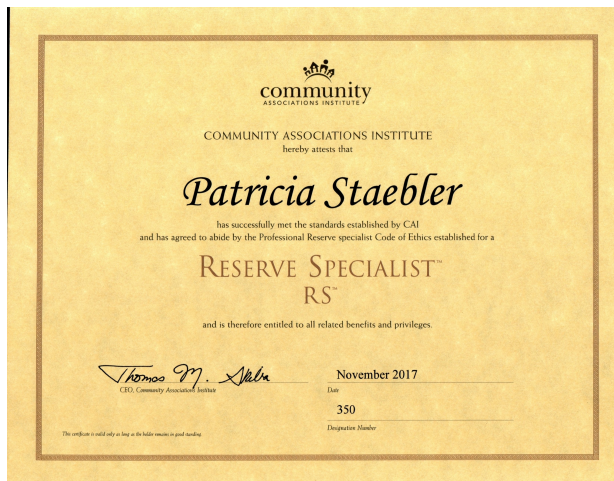 community
ASSOCIATIONS INSTITUTE
COMMUNITY ASSOCIATIONS INSTITUTE
hereby attests that
Patricia Staebler
has successfully met the standards established by CAI
and has agreed to abide by the Professional Reserve specialist Code of Ethics established for a
RESERVE SPECIALIST™
RS™
and is therefore entitled to all related benefits and privileges.
Thomas M.
CEO, Community Associations Institute
November 2017
Date
350
Designation Number
This certificate is valid only as long as the holder remains in good standing